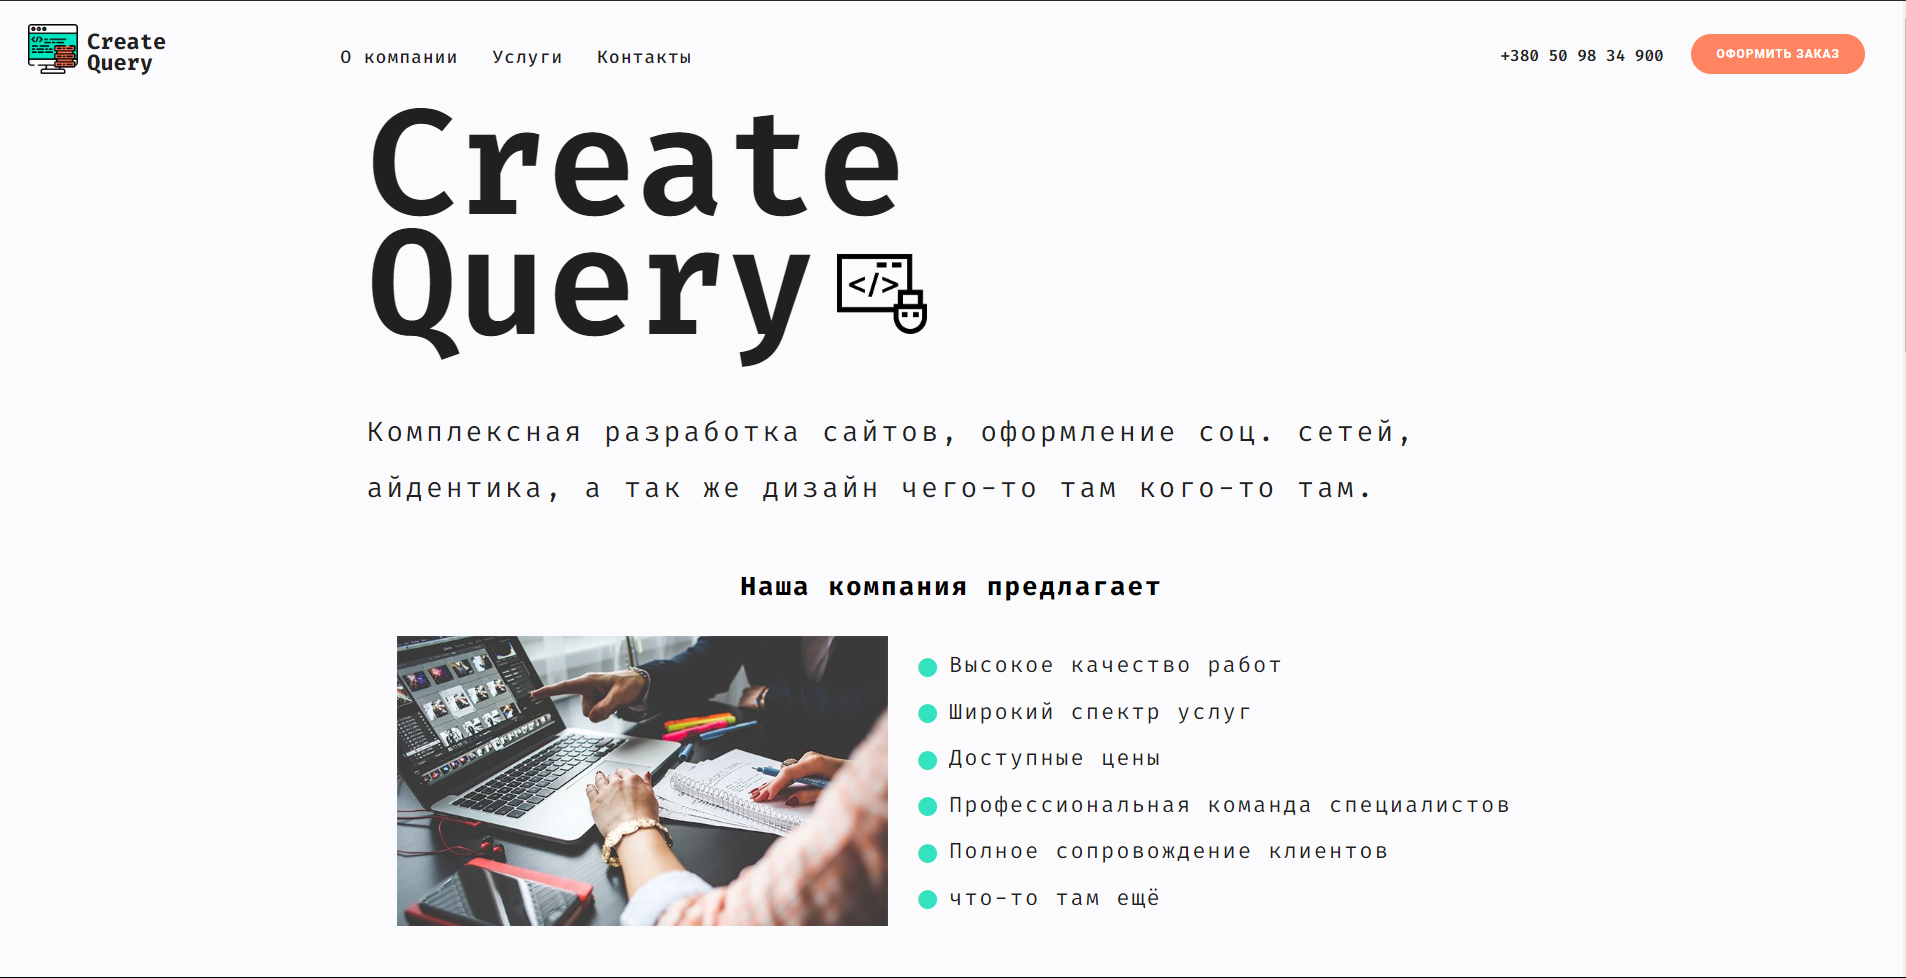 Create
Query
О компании Услуги Контакты
+380 50 98 34 900
ОФОРМИТЬ ЗАКАЗ
Create
Query
</>
Комплексная разработка сайтов, оформление соц. сетей,
айдентика, а так же дизайн чего-то там кого-то там.
Наша компания предлагает
Высокое качество работ
Широкий спектр услуг
Доступные цены
Профессиональная команда специалистов
Полное сопровождение клиентов
что-то там ещё